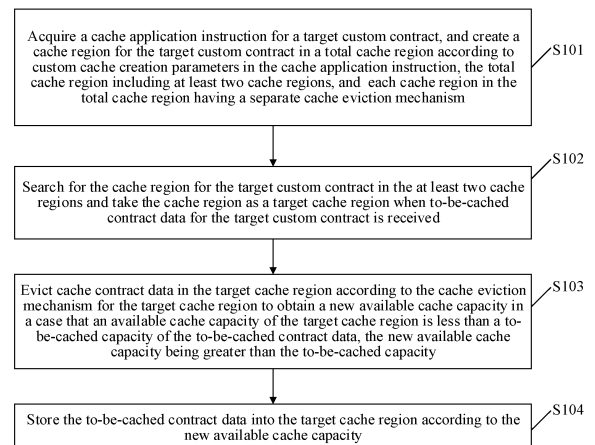 Acquire a cache application instruction for a target custom contract, and create a
cache region for the target custom contract in a total cache region according to
custom cache creation parameters in the cache application instruction, the total
cache region including at least two cache regions, and each cache region in the
total cache region having a separate cache eviction mechanism
S101
S102
Search for the cache region for the target custom contract in the at least two cache
regions and take the cache region as a target cache region when to-be-cached
contract data for the target custom contract is received
S103
Evict cache contract data in the target cache region according to the cache eviction
mechanism for the target cache region to obtain a new available cache capacity in
a case that an available cache capacity of the target cache region is less than a to-
be-cached capacity of the to-be-cached contract data, the new available cache
capacity being greater than the to-be-cached capacity
S104
Store the to-be-cached contract data into the target cache region according to the
new available cache capacity